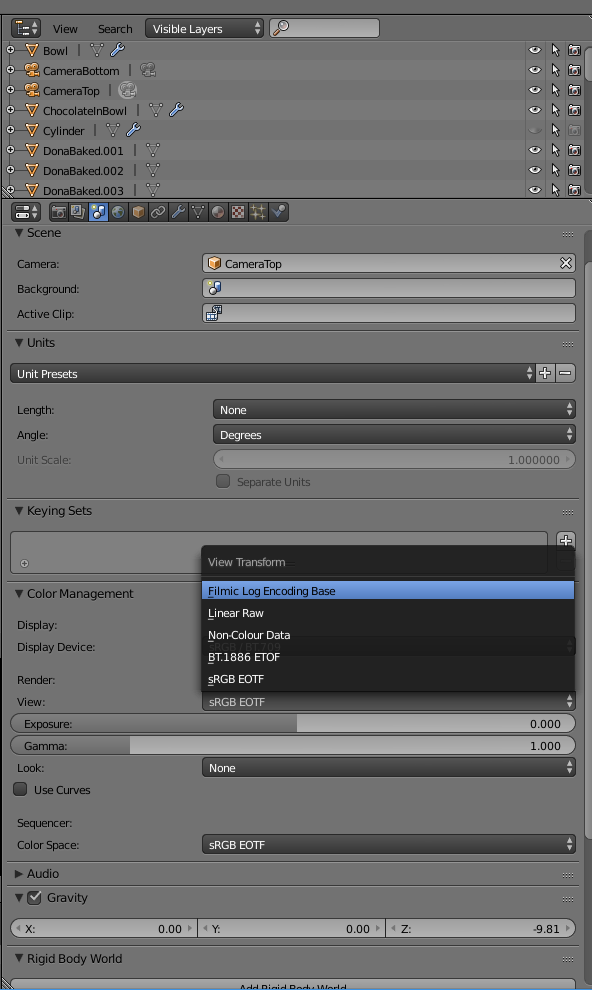 View Search Visible Layers
Bowl
CameraBottom
CameraTop
ChocolateInBowl
Cylinder
DonaBaked.001
DonaBaked.002
DonaBaked.003
Scene
Camera: CameraTop
Background:
Active Clip:
Units
Unit Presets
Length: None
Angle: Degrees
Unit Scale: 1.000000
Separate Units
Keying Sets
View Transform
Filmic Log Encoding Base
Color Management
Linear Raw
Display:
Non-Colour Data
Display Device:
BT.1886 ETOF
Render: sRGB EOTF
View: sRGB EOTF
Exposure: 0.000
Gamma: 1.000
Look: None
Use Curves
Sequencer:
Color Space: sRGB EOTF
Audio
Gravity
X: 0.00 Y: 0.00 Z: -9.81
Rigid Body World
Add Rigid Body World